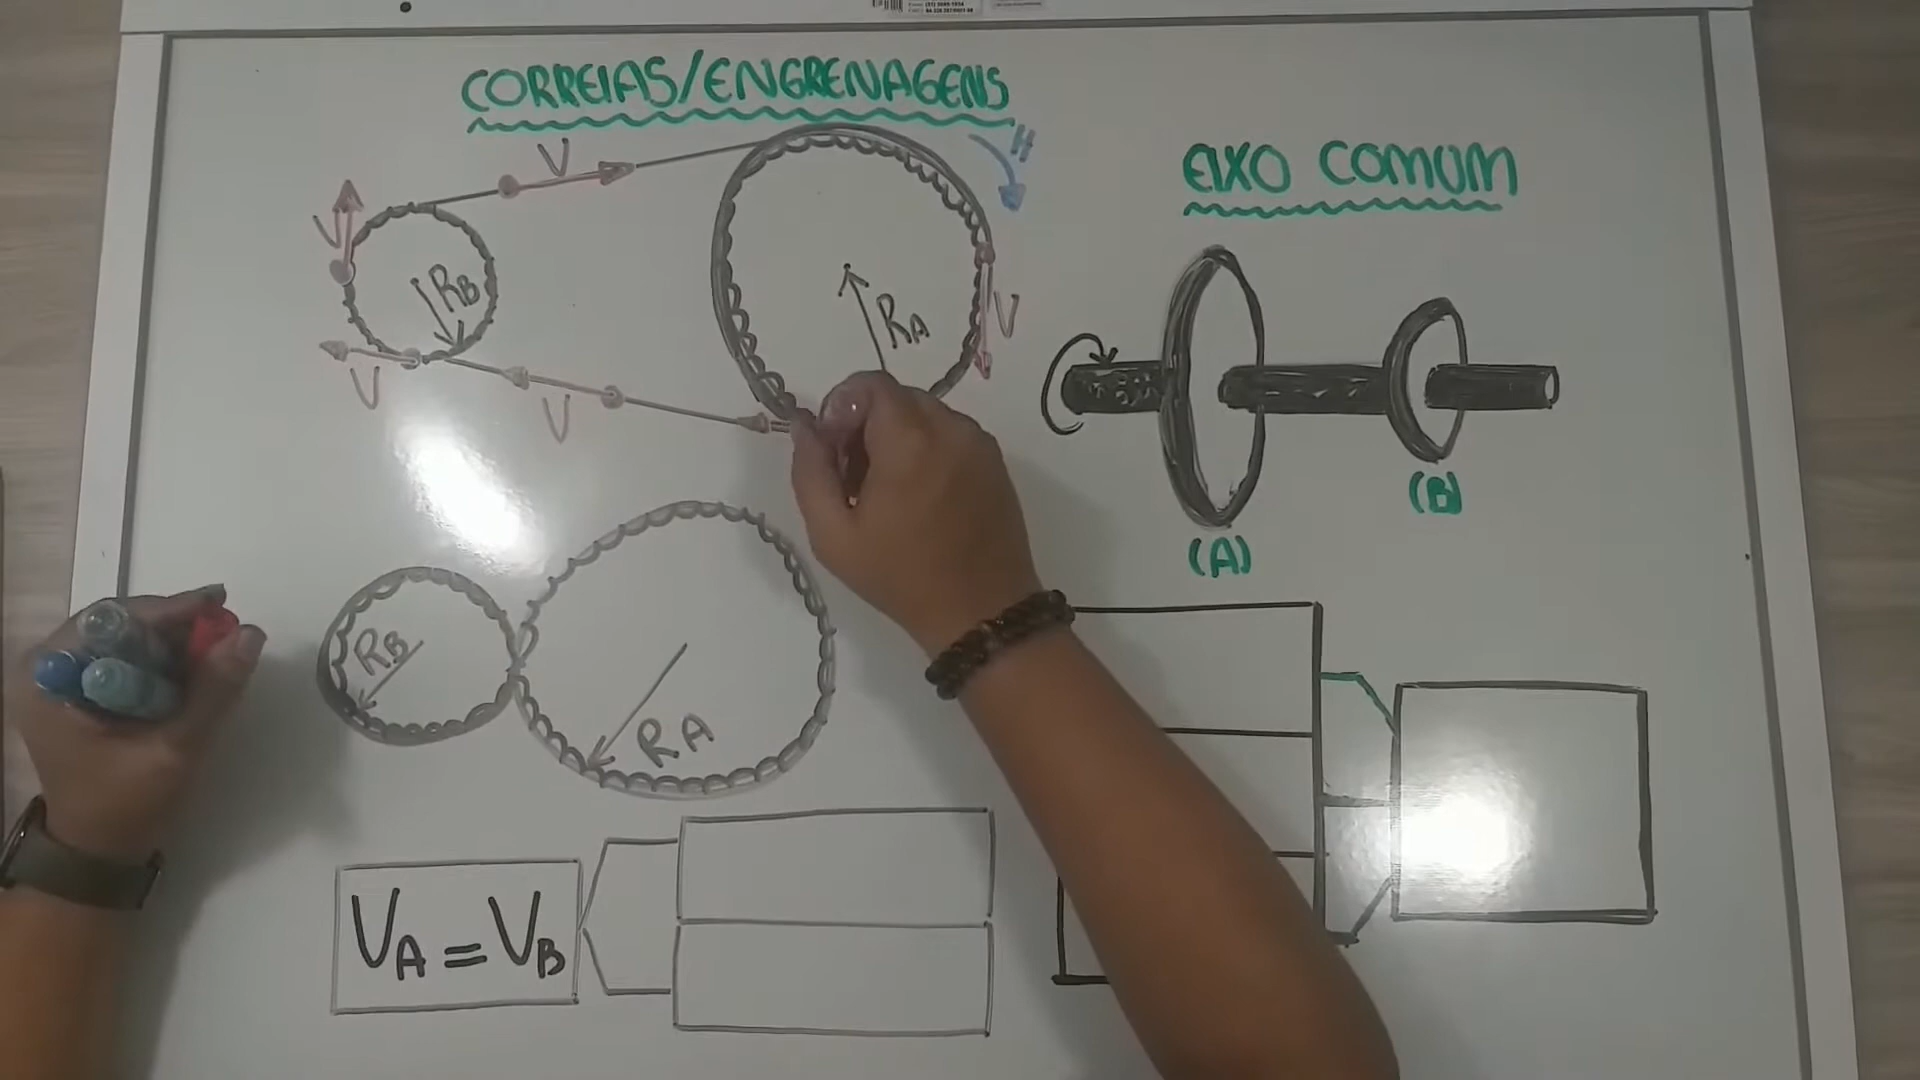 CORREIAS/ENGRENAGENS
H
V
V
RB
RA
V
V
V
RB
RA
VA=VB
EIXO COMUM
(A)
(B)